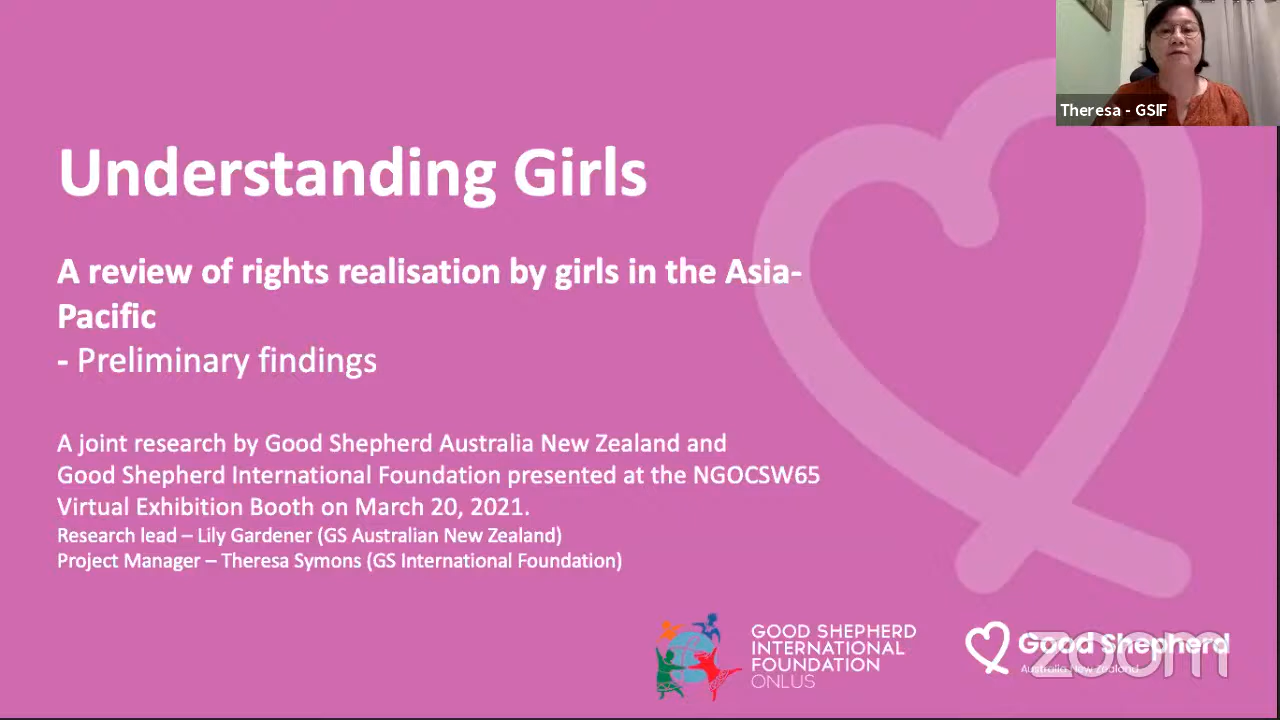 Theresa - GSIF
Understanding Girls
A review of rights realisation by girls in the Asia-
Pacific
- Preliminary findings
A joint research by Good Shepherd Australia New Zealand and
Good Shepherd International Foundation presented at the NGOCSW65
Virtual Exhibition Booth on March 20, 2021.
Research lead – Lily Gardener (GS Australian New Zealand)
Project Manager – Theresa Symons (GS International Foundation)
GOOD SHEPHERD
INTERNATIONAL
FOUNDATION
ONLUS
Good Shepherd
Australia New Zealand
zoom